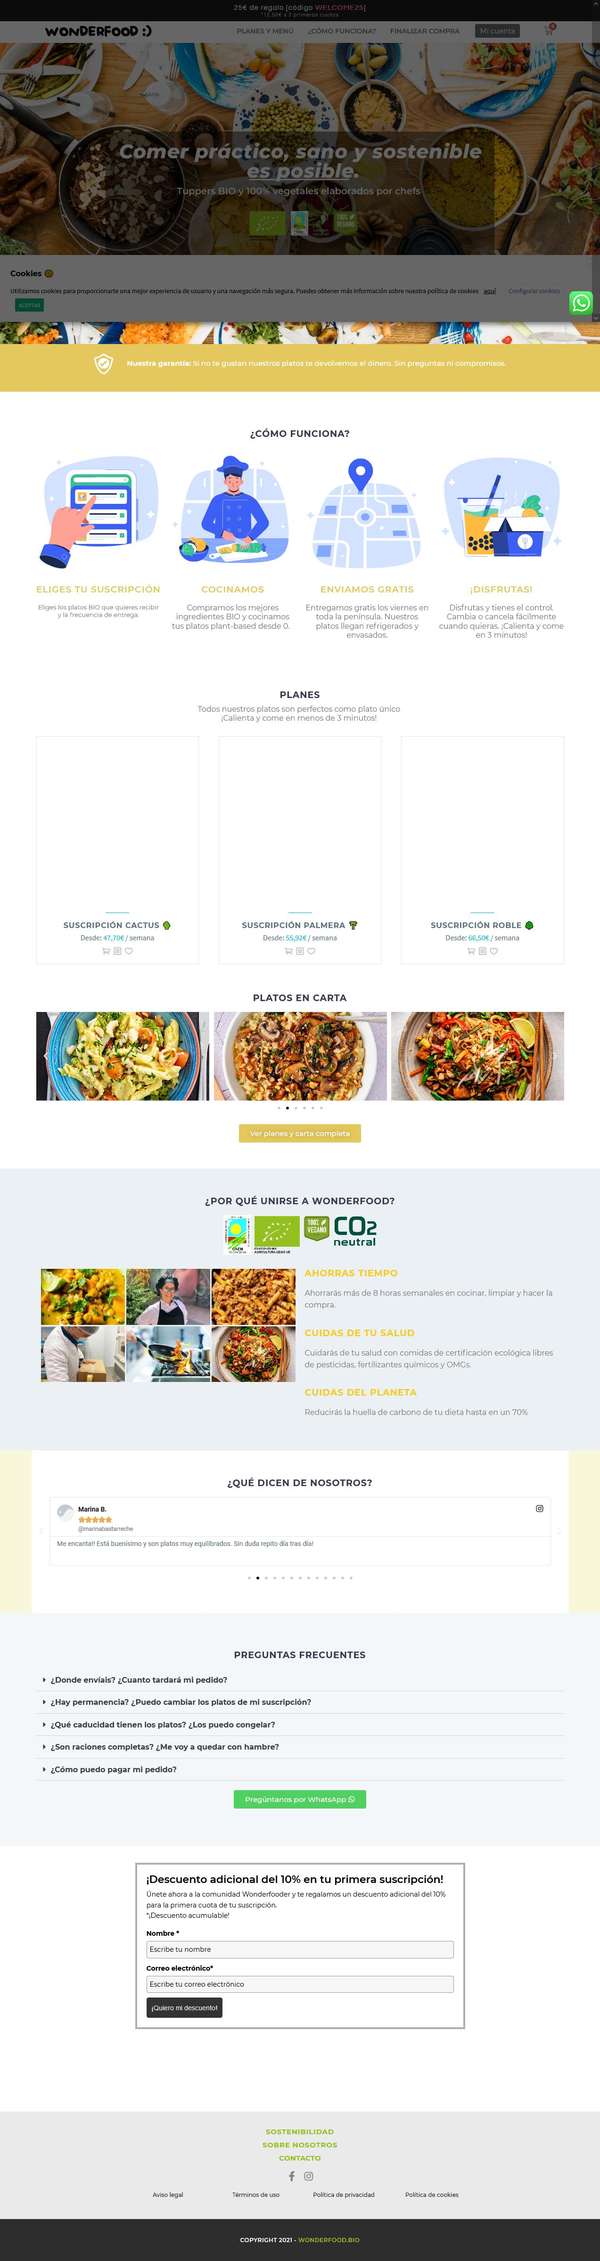 25€ de regalo [código WELCOME25]
WONDERFOOD :)
PLANES Y MENÚ
¿CÓMO FUNCIONA?
FINALIZAR COMPRA
Mi cuenta
Comer práctico, sano y sostenible
es posible.
Tuppers BIO y 100% vegetales elaborados por chefs
Cookies
Utilizamos cookies para proporcionarte una mejor experiencia de usuario y una navegación más segura. Puedes obtener más información sobre nuestra política de cookies aquí
Configurar cookies
ACEPTAR
Nuestra garantía: Si no te gustan nuestros platos te devolvemos el dinero. Sin preguntas ni compromisos.
¿CÓMO FUNCIONA?
ELIGES TU SUSCRIPCIÓN
Eliges los platos BIO que quieres recibir
y la frecuencia de entrega.
COCINAMOS
Compramos los mejores
ingredientes BIO y cocinamos
tus platos plant-based desde 0.
ENVIAMOS GRATIS
Entregamos gratis los viernes en
toda la península. Nuestros
platos llegan refrigerados y
envasados.
¡DISFRUTAS!
Disfrutas y tienes el control.
Cambia o cancela fácilmente
cuando quieras. ¡Calienta y come
en 3 minutos!
PLANES
Todos nuestros platos son perfectos como plato único
¡Calienta y come en menos de 3 minutos!
SUSCRIPCIÓN CACTUS
Desde: 47,70€ / semana
SUSCRIPCIÓN PALMERA
Desde: 55,92€ / semana
SUSCRIPCIÓN ROBLE
Desde: 66,50€ / semana
PLATOS EN CARTA
Ver planes y carta completa
¿POR QUÉ UNIRSE A WONDERFOOD?
100%
VEGANO
CO2
neutral
AHORRAS TIEMPO
Ahorrarás más de 8 horas semanales en cocinar, limpiar y hacer la
compra.
CUIDAS DE TU SALUD
Cuidarás de tu salud con comidas de certificación ecológica libres
de pesticidas, fertilizantes químicos y OMGs.
CUIDAS DEL PLANETA
Reducirás la huella de carbono de tu dieta hasta en un 70%
¿QUÉ DICEN DE NOSOTROS?
Marina B.
@marinabastarreche
Me encanta!! Está buenísimo y son platos muy equilibrados. Sin duda repito día tras día!
PREGUNTAS FRECUENTES
¿Donde envíais? ¿Cuanto tardará mi pedido?
¿Hay permanencia? ¿Puedo cambiar los platos de mi suscripción?
¿Qué caducidad tienen los platos? ¿Los puedo congelar?
¿Son raciones completas? ¿Me voy a quedar con hambre?
¿Cómo puedo pagar mi pedido?
Pregúntanos por WhatsApp
¡Descuento adicional del 10% en tu primera suscripción!
Únete ahora a la comunidad Wonderfooder y te regalamos un descuento adicional del 10%
para la primera cuota de tu suscripción.
*¡Descuento acumulable!
Nombre *
Escribe tu nombre
Correo electrónico*
Escribe tu correo electrónico
¡Quiero mi descuento!
SOSTENIBILIDAD
SOBRE NOSOTROS
CONTACTO
Aviso legal
Términos de uso
Política de privacidad
Política de cookies
COPYRIGHT 2021 - WONDERFOOD.BIO